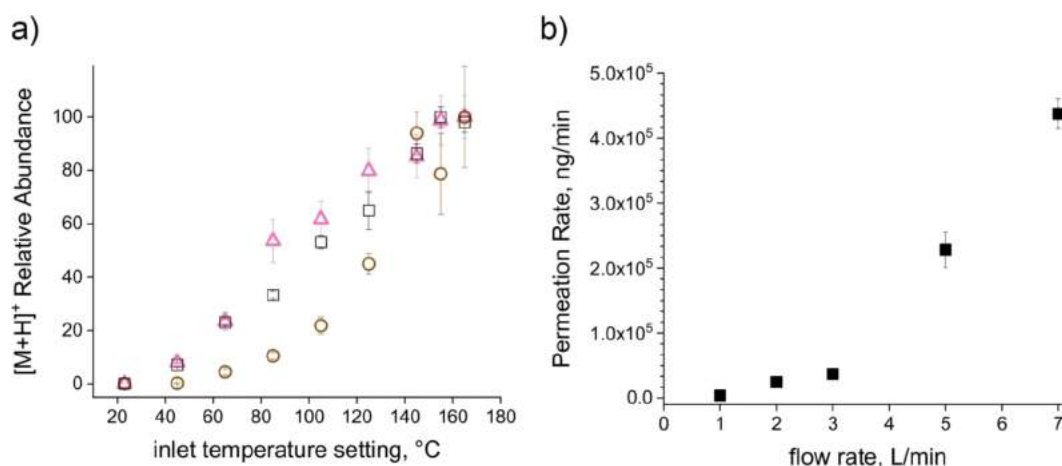 a)
[M+H]⁺ Relative Abundance
100
80
60
40
20
0
20 40 60 80 100 120 140 160 180
inlet temperature setting, °C
b)
Permeation Rate, ng/min
5.0x10⁵
4.0x10⁵
3.0x10⁵
2.0x10⁵
1.0x10⁵
0.0
0 1 2 3 4 5 6 7
flow rate, L/min